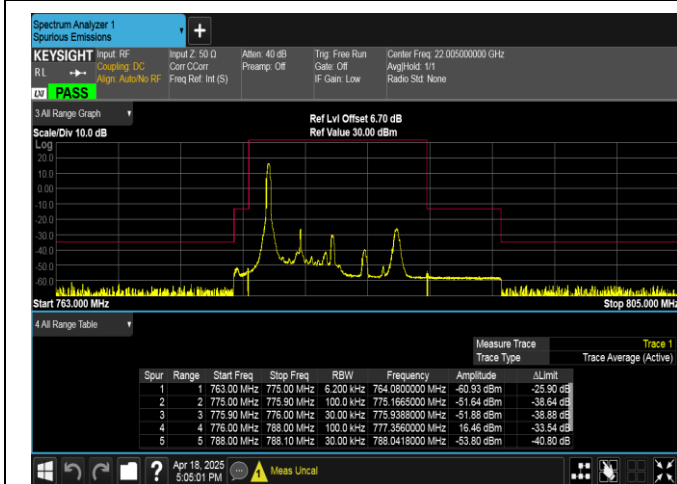 Spectrum Analyzer 1
Spurious Emissions
+
KEYSIGHT Input: RF Input Z: 50 Ω Atten: 40 dB Trig: Free Run Center Freq: 22.005000000 GHz
RL Coupling: DC Corr CCorr Preamp: Off Gate: Off Avg|Hold: 1/1
Align: Auto/No RF Freq Ref: Int (S) IF Gain: Low Radio Std: None
LXI PASS
3 All Range Graph
Ref Lvl Offset 6.70 dB
Scale/Div 10.0 dB Ref Value 30.00 dBm
Log
20.0
10.0
0.00
-10.0
-20.0
-30.0
-40.0
-50.0
-60.0
Start 763.000 MHz Stop 805.000 MHz
4 All Range Table
Measure Trace Trace 1
Trace Type Trace Average (Active)
Spur Range Start Freq Stop Freq RBW Frequency Amplitude ΔLimit
1 1 763.00 MHz 775.00 MHz 6.200 kHz 764.0800000 MHz -60.93 dBm -25.90 dB
2 2 775.00 MHz 775.90 MHz 100.0 kHz 775.1665000 MHz -51.64 dBm -38.64 dB
3 3 775.90 MHz 776.00 MHz 30.00 kHz 775.9388000 MHz -51.88 dBm -38.88 dB
4 4 776.00 MHz 788.00 MHz 100.0 kHz 777.3560000 MHz 16.46 dBm -33.54 dB
5 5 788.00 MHz 788.10 MHz 30.00 kHz 788.0418000 MHz -53.80 dBm -40.80 dB
? Apr 18, 2025
5:05:01 PM
Meas Uncal